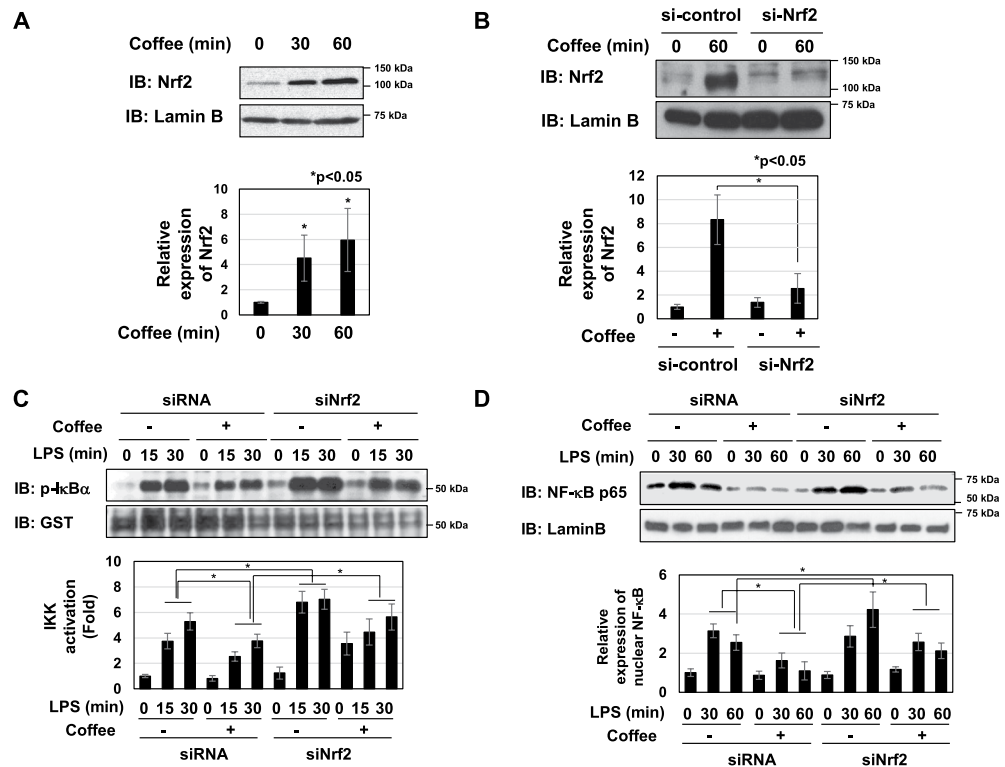 A
Coffee (min) 0 30 60
IB: Nrf2
150 kDa
100 kDa
IB: Lamin B
75 kDa
*p<0.05
Relative expression of Nrf2
10
8
6
4
2
0
* *
Coffee (min) 0 30 60
B
si-control si-Nrf2
Coffee (min) 0 60 0 60
IB: Nrf2
150 kDa
100 kDa
75 kDa
IB: Lamin B
*p<0.05
Relative expression of Nrf2
12
10
8
6
4
2
0
*
Coffee - + - +
si-control si-Nrf2
C
siRNA siNrf2
Coffee - + - +
LPS (min) 0 15 30 0 15 30 0 15 30 0 15 30
IB: p-IκBα
50 kDa
IB: GST
50 kDa
IKK activation (Fold)
10
8
6
4
2
0
* * *
LPS (min) 0 15 30 0 15 30 0 15 30 0 15 30
Coffee - + - +
siRNA siNrf2
D
siRNA siNrf2
Coffee - + - +
LPS (min) 0 30 60 0 30 60 0 30 60 0 30 60
IB: NF-κB p65
75 kDa
50 kDa
IB: LaminB
75 kDa
Relative expression of nuclear NF-κB
6
4
2
0
* * *
LPS (min) 0 30 60 0 30 60 0 30 60 0 30 60
Coffee - + - +
siRNA siNrf2